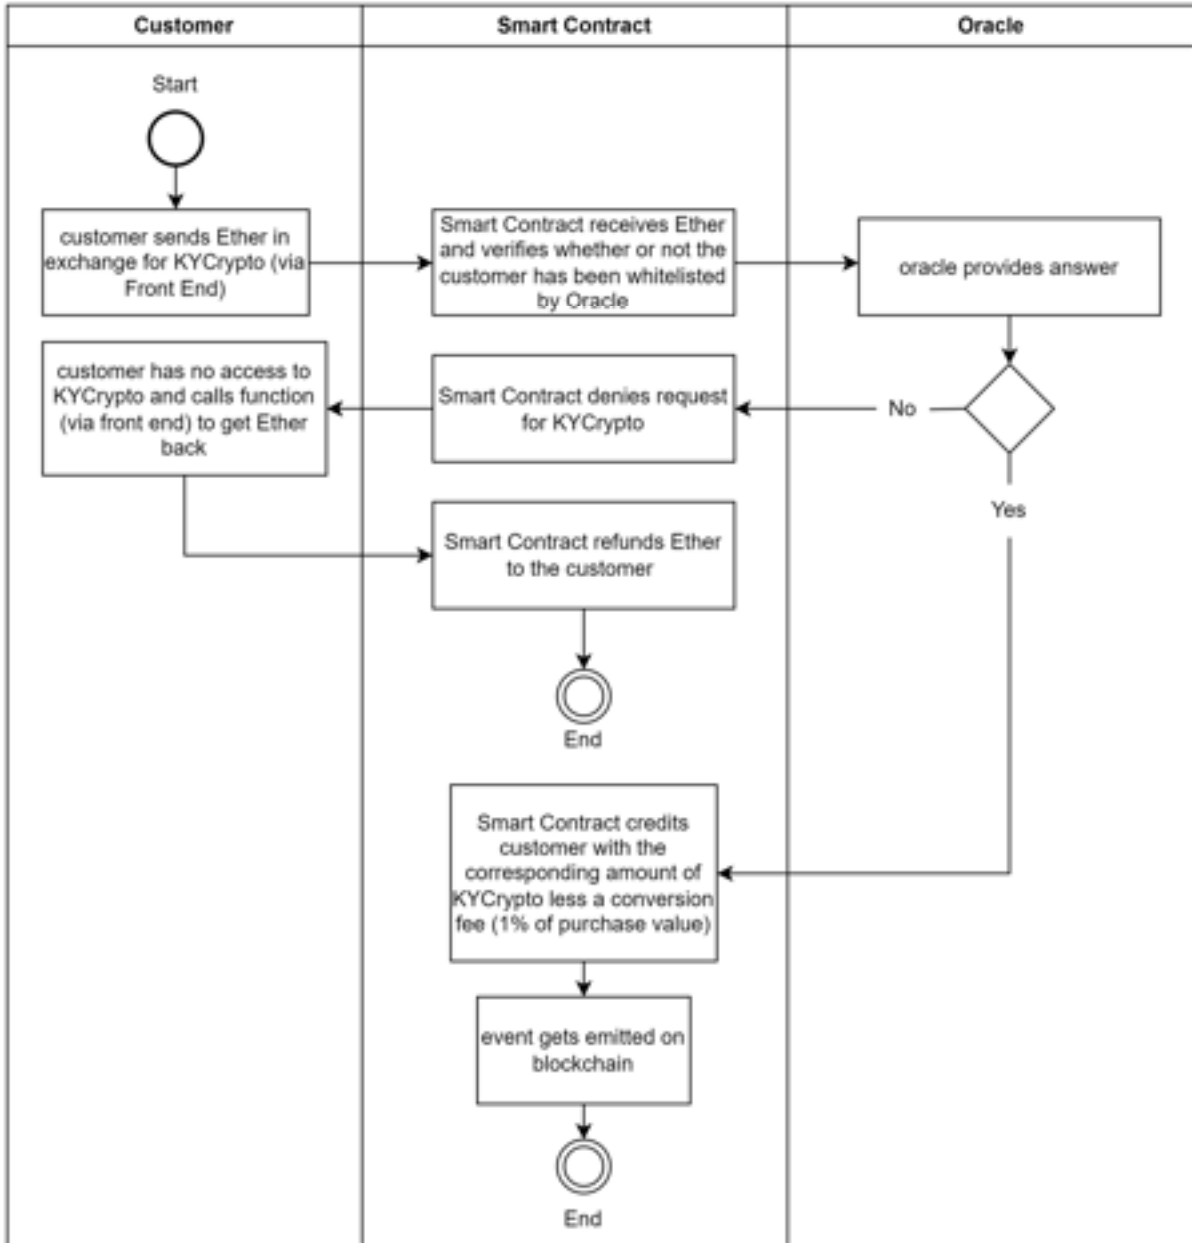 Customer
Smart Contract
Oracle
Start
customer sends Ether in
exchange for KYCrypto (via
Front End)
Smart Contract receives Ether
and verifies whether or not the
customer has been whitelisted
by Oracle
oracle provides answer
customer has no access to
KYCrypto and calls function
(via front end) to get Ether
back
Smart Contract denies request
for KYCrypto
No
Yes
Smart Contract refunds Ether
to the customer
End
Smart Contract credits
customer with the
corresponding amount of
KYCrypto less a conversion
fee (1% of purchase value)
event gets emitted on
blockchain
End